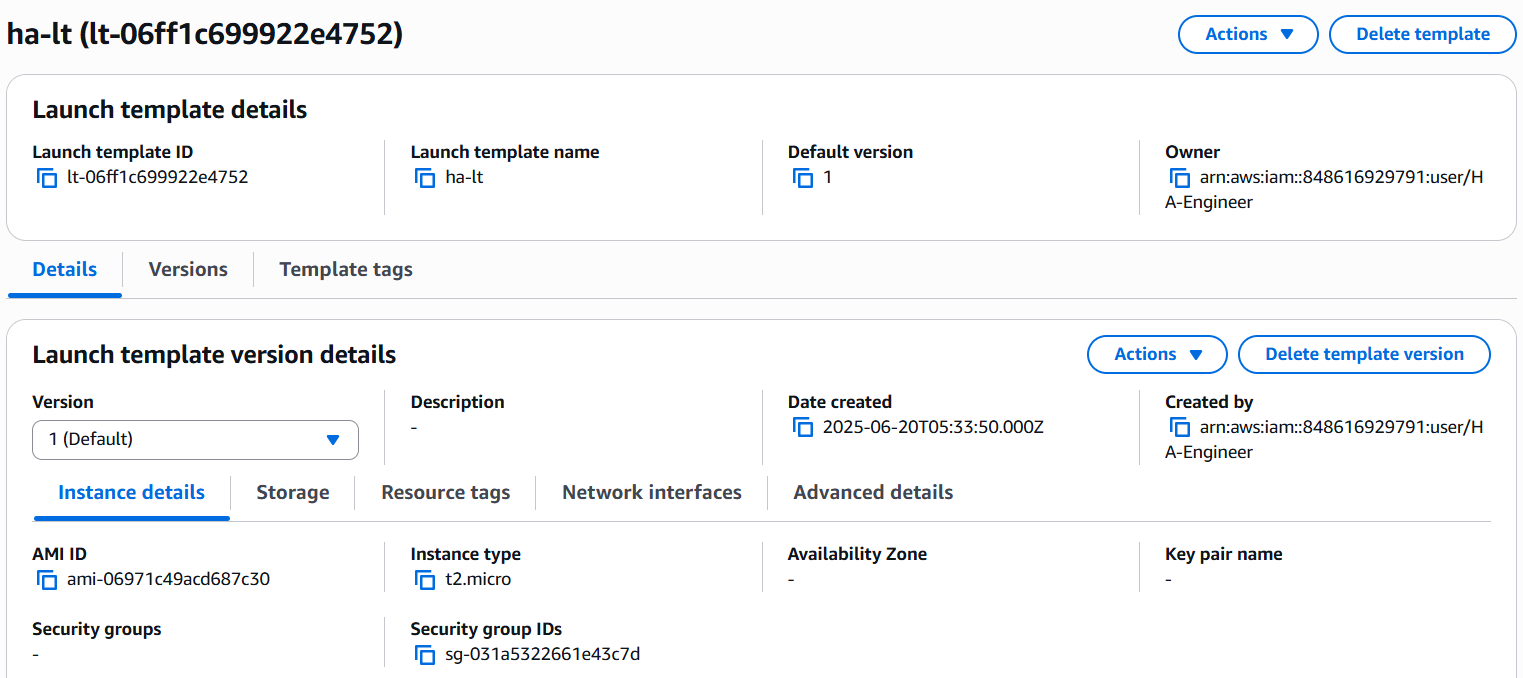 ha-lt (lt-06ff1c699922e4752)
Actions
Delete template
Launch template details
Launch template ID
lt-06ff1c699922e4752
Launch template name
ha-lt
Default version
1
Owner
arn:aws:iam::848616929791:user/H
A-Engineer
Details
Versions
Template tags
Launch template version details
Actions
Delete template version
Version
1 (Default)
Description
-
Date created
2025-06-20T05:33:50.000Z
Created by
arn:aws:iam::848616929791:user/H
A-Engineer
Instance details
Storage
Resource tags
Network interfaces
Advanced details
AMI ID
ami-06971c49acd687c30
Instance type
t2.micro
Availability Zone
-
Key pair name
-
Security groups
-
Security group IDs
sg-031a5322661e43c7d